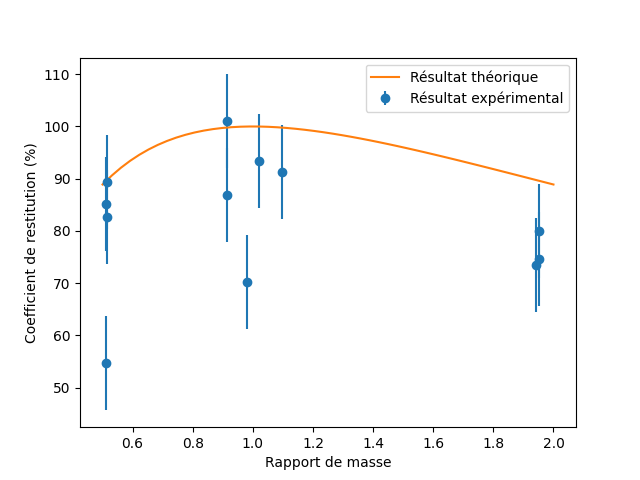 Résultat théorique
Résultat expérimental
110
100
90
80
70
60
50
Coefficient de restitution (%)
0.6 0.8 1.0 1.2 1.4 1.6 1.8 2.0
Rapport de masse